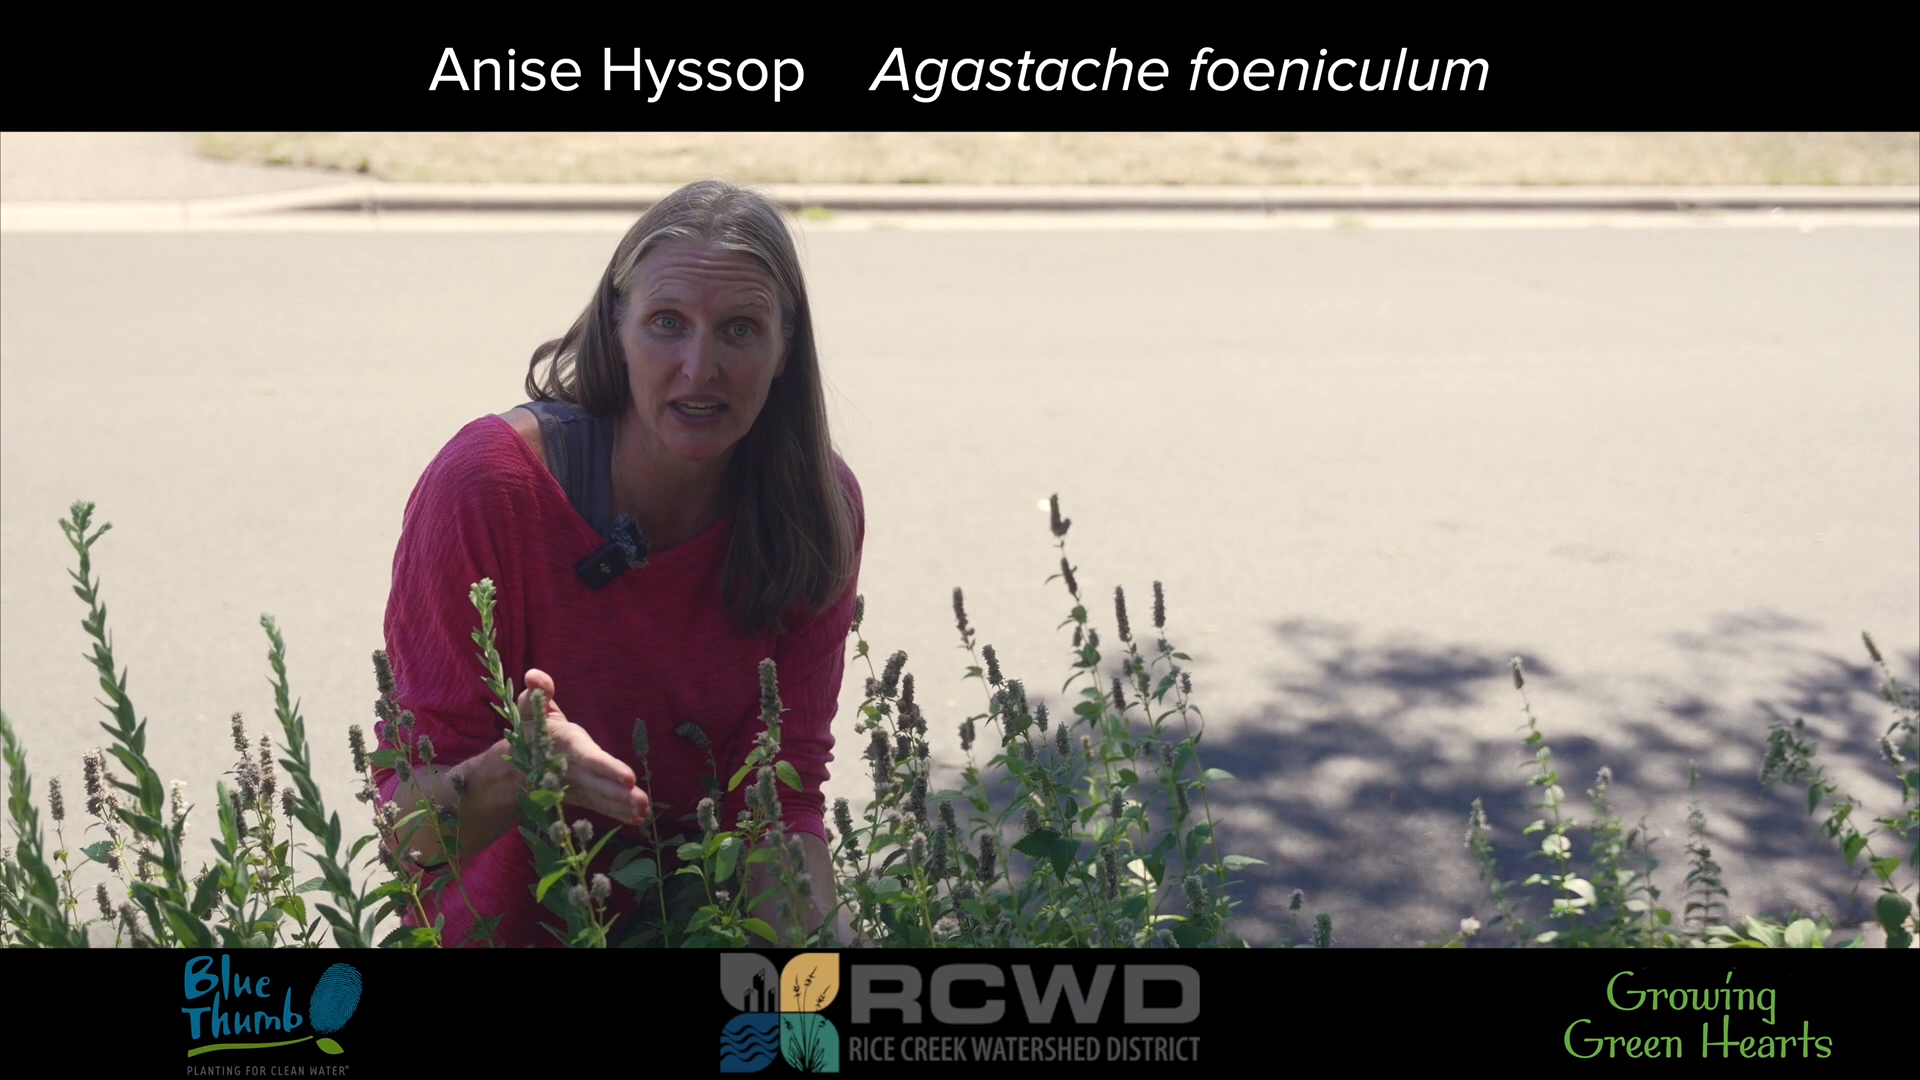 Anise Hyssop Agastache foeniculum
Blue
Thumb
PLANTING FOR CLEAN WATER®
RCWD
RICE CREEK WATERSHED DISTRICT
Growing
Green Hearts